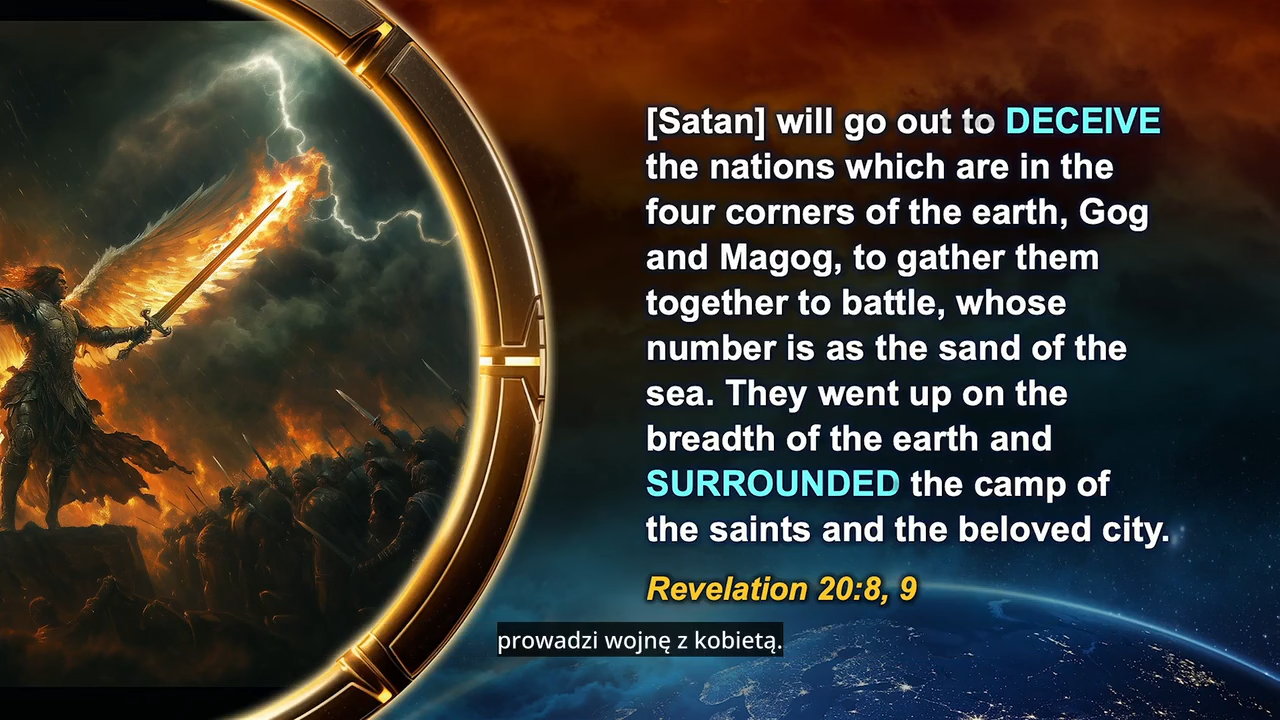 [Satan] will go out to DECEIVE
the nations which are in the
four corners of the earth, Gog
and Magog, to gather them
together to battle, whose
number is as the sand of the
sea. They went up on the
breadth of the earth and
SURROUNDED the camp of
the saints and the beloved city.
Revelation 20:8, 9
prowadzi wojnę z kobietą.